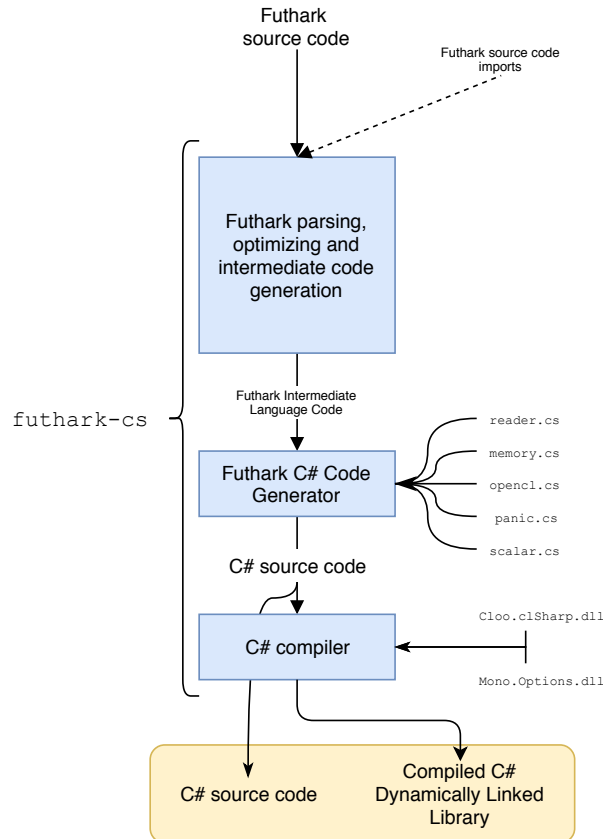 Futhark
source code
Futhark source code
imports
Futhark parsing,
optimizing and
intermediate code
generation
Futhark Intermediate
Language Code
futhark-cs
reader.cs
memory.cs
opencl.cs
panic.cs
scalar.cs
Futhark C# Code
Generator
C# source code
Cloo.clSharp.dll
C# compiler
Mono.Options.dll
C# source code
Compiled C#
Dynamically Linked
Library